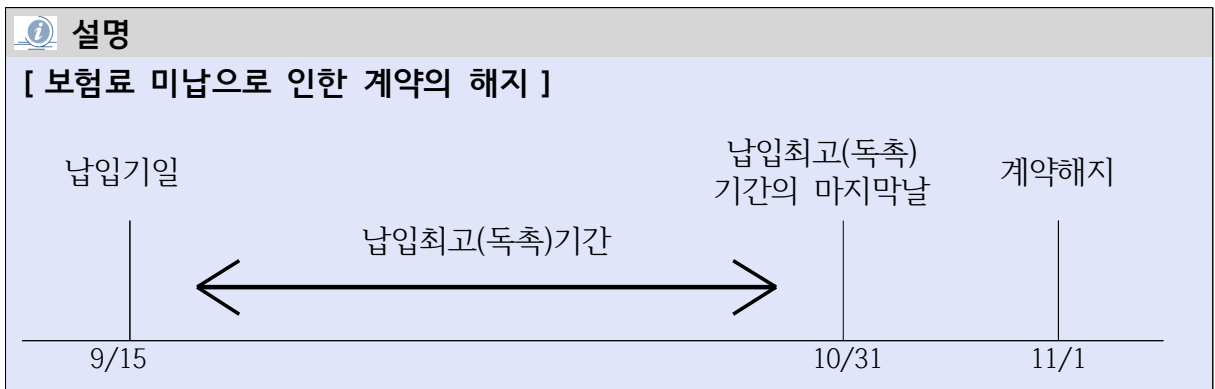 설명
[ 보험료 미납으로 인한 계약의 해지 ]
납입기일
납입최고(독촉)
기간의 마지막날
계약해지
납입최고(독촉)기간
9/15
10/31
11/1